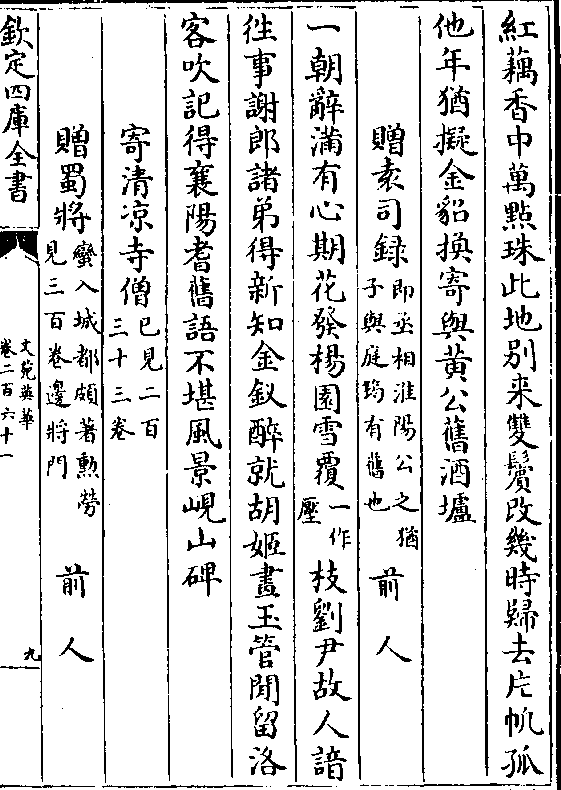 紅藕香中萬點珠此地別来雙鬢改幾時歸去片帆孤
他年猶擬金貂換寄與黃公舊酒壚
贈袁司録即丞相淮陽公之猶子與庭筠有舊也 前人
一朝辭滿有心期花發楊園雪覆一作壓枝劉尹故人諳
徃事謝郎諸弟得新知金釵醉就胡姬畫玉管閒留洛
客吹記得襄陽耆舊語不堪風景峴山碑
寄清凉寺僧已見二百三十三卷
贈蜀將蠻入城都頗著勲勞見三百卷邊將門 前人
欽定四庫全書
文苑英華
卷二百六十一
九